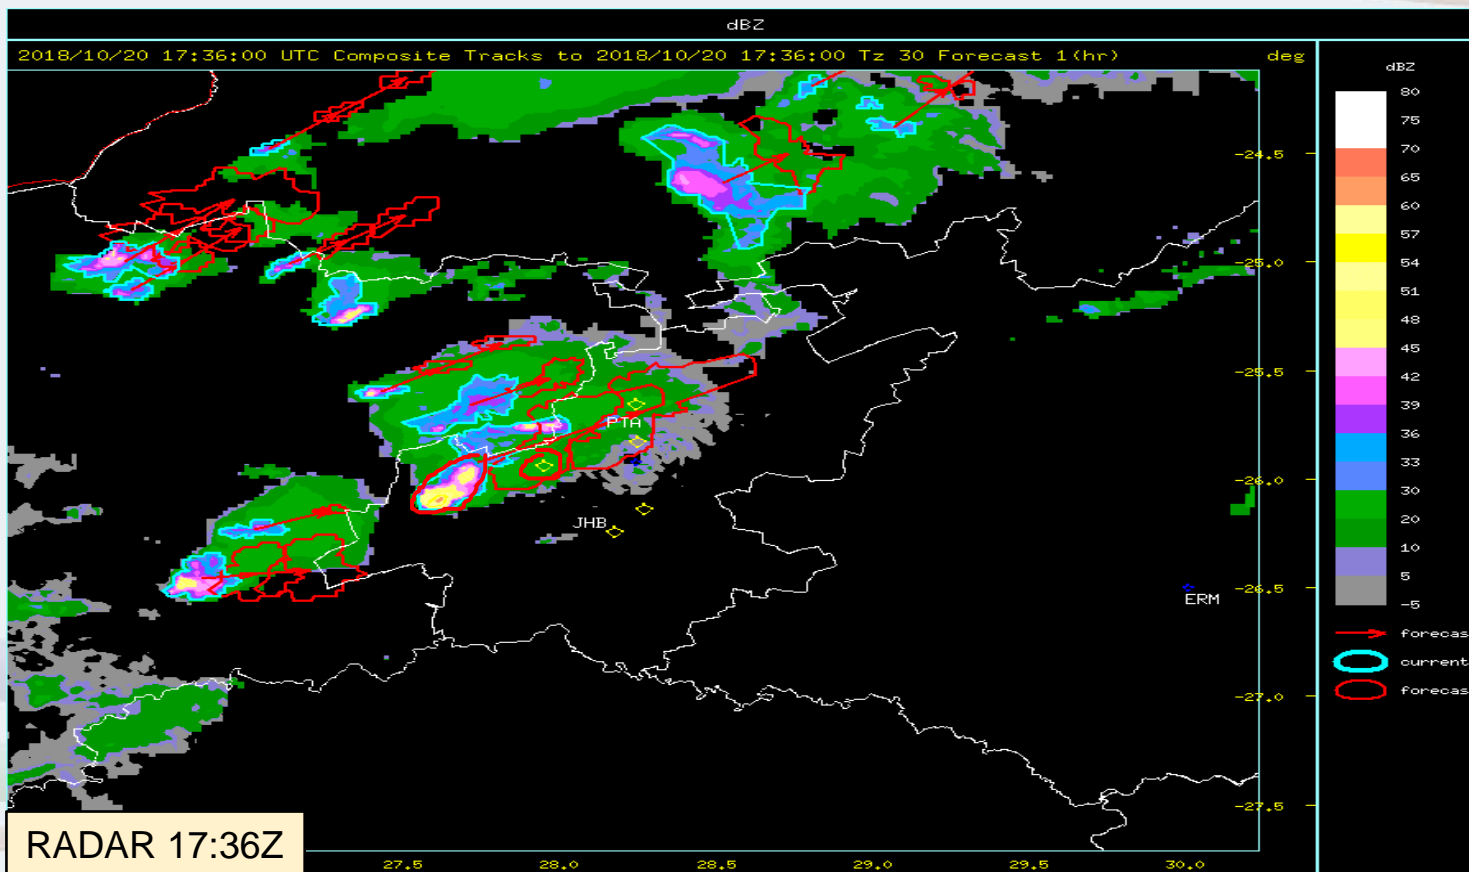 dBZ
2018/10/20 17:36:00 UTC Composite Tracks to 2018/10/20 17:36:00 Tz 30 Forecast 1(hr) deg
dBZ
80
75
70
65
60
57
54
51
48
45
42
39
36
33
30
20
10
5
-5
forecas
current
forecas
-24.5
-25.0
-25.5
-26.0
-26.5
-27.0
-27.5
PTA
JHB
ERM
27.5 28.0 28.5 29.0 29.5 30.0
RADAR 17:36Z